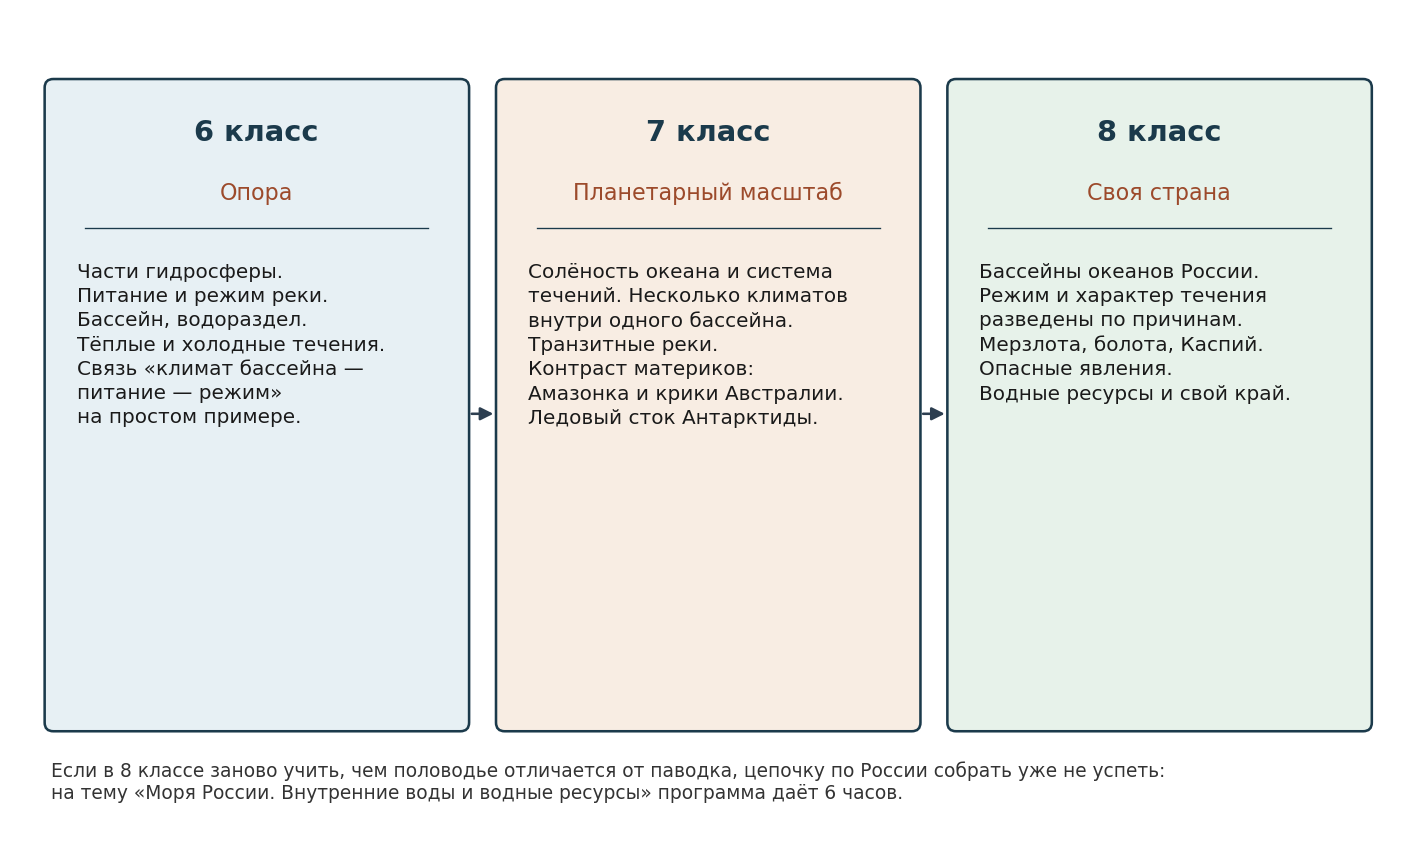 6 класс
Опора
Части гидросферы.
Питание и режим реки.
Бассейн, водораздел.
Тёплые и холодные течения.
Связь «климат бассейна —
питание — режим»
на простом примере.
7 класс
Планетарный масштаб
Солёность океана и система
течений. Несколько климатов
внутри одного бассейна.
Транзитные реки.
Контраст материков:
Амазонка и крики Австралии.
Ледовый сток Антарктиды.
8 класс
Своя страна
Бассейны океанов России.
Режим и характер течения
разведены по причинам.
Мерзлота, болота, Каспий.
Опасные явления.
Водные ресурсы и свой край.
Если в 8 классе заново учить, чем половодье отличается от паводка, цепочку по России собрать уже не успеть:
на тему «Моря России. Внутренние воды и водные ресурсы» программа даёт 6 часов.